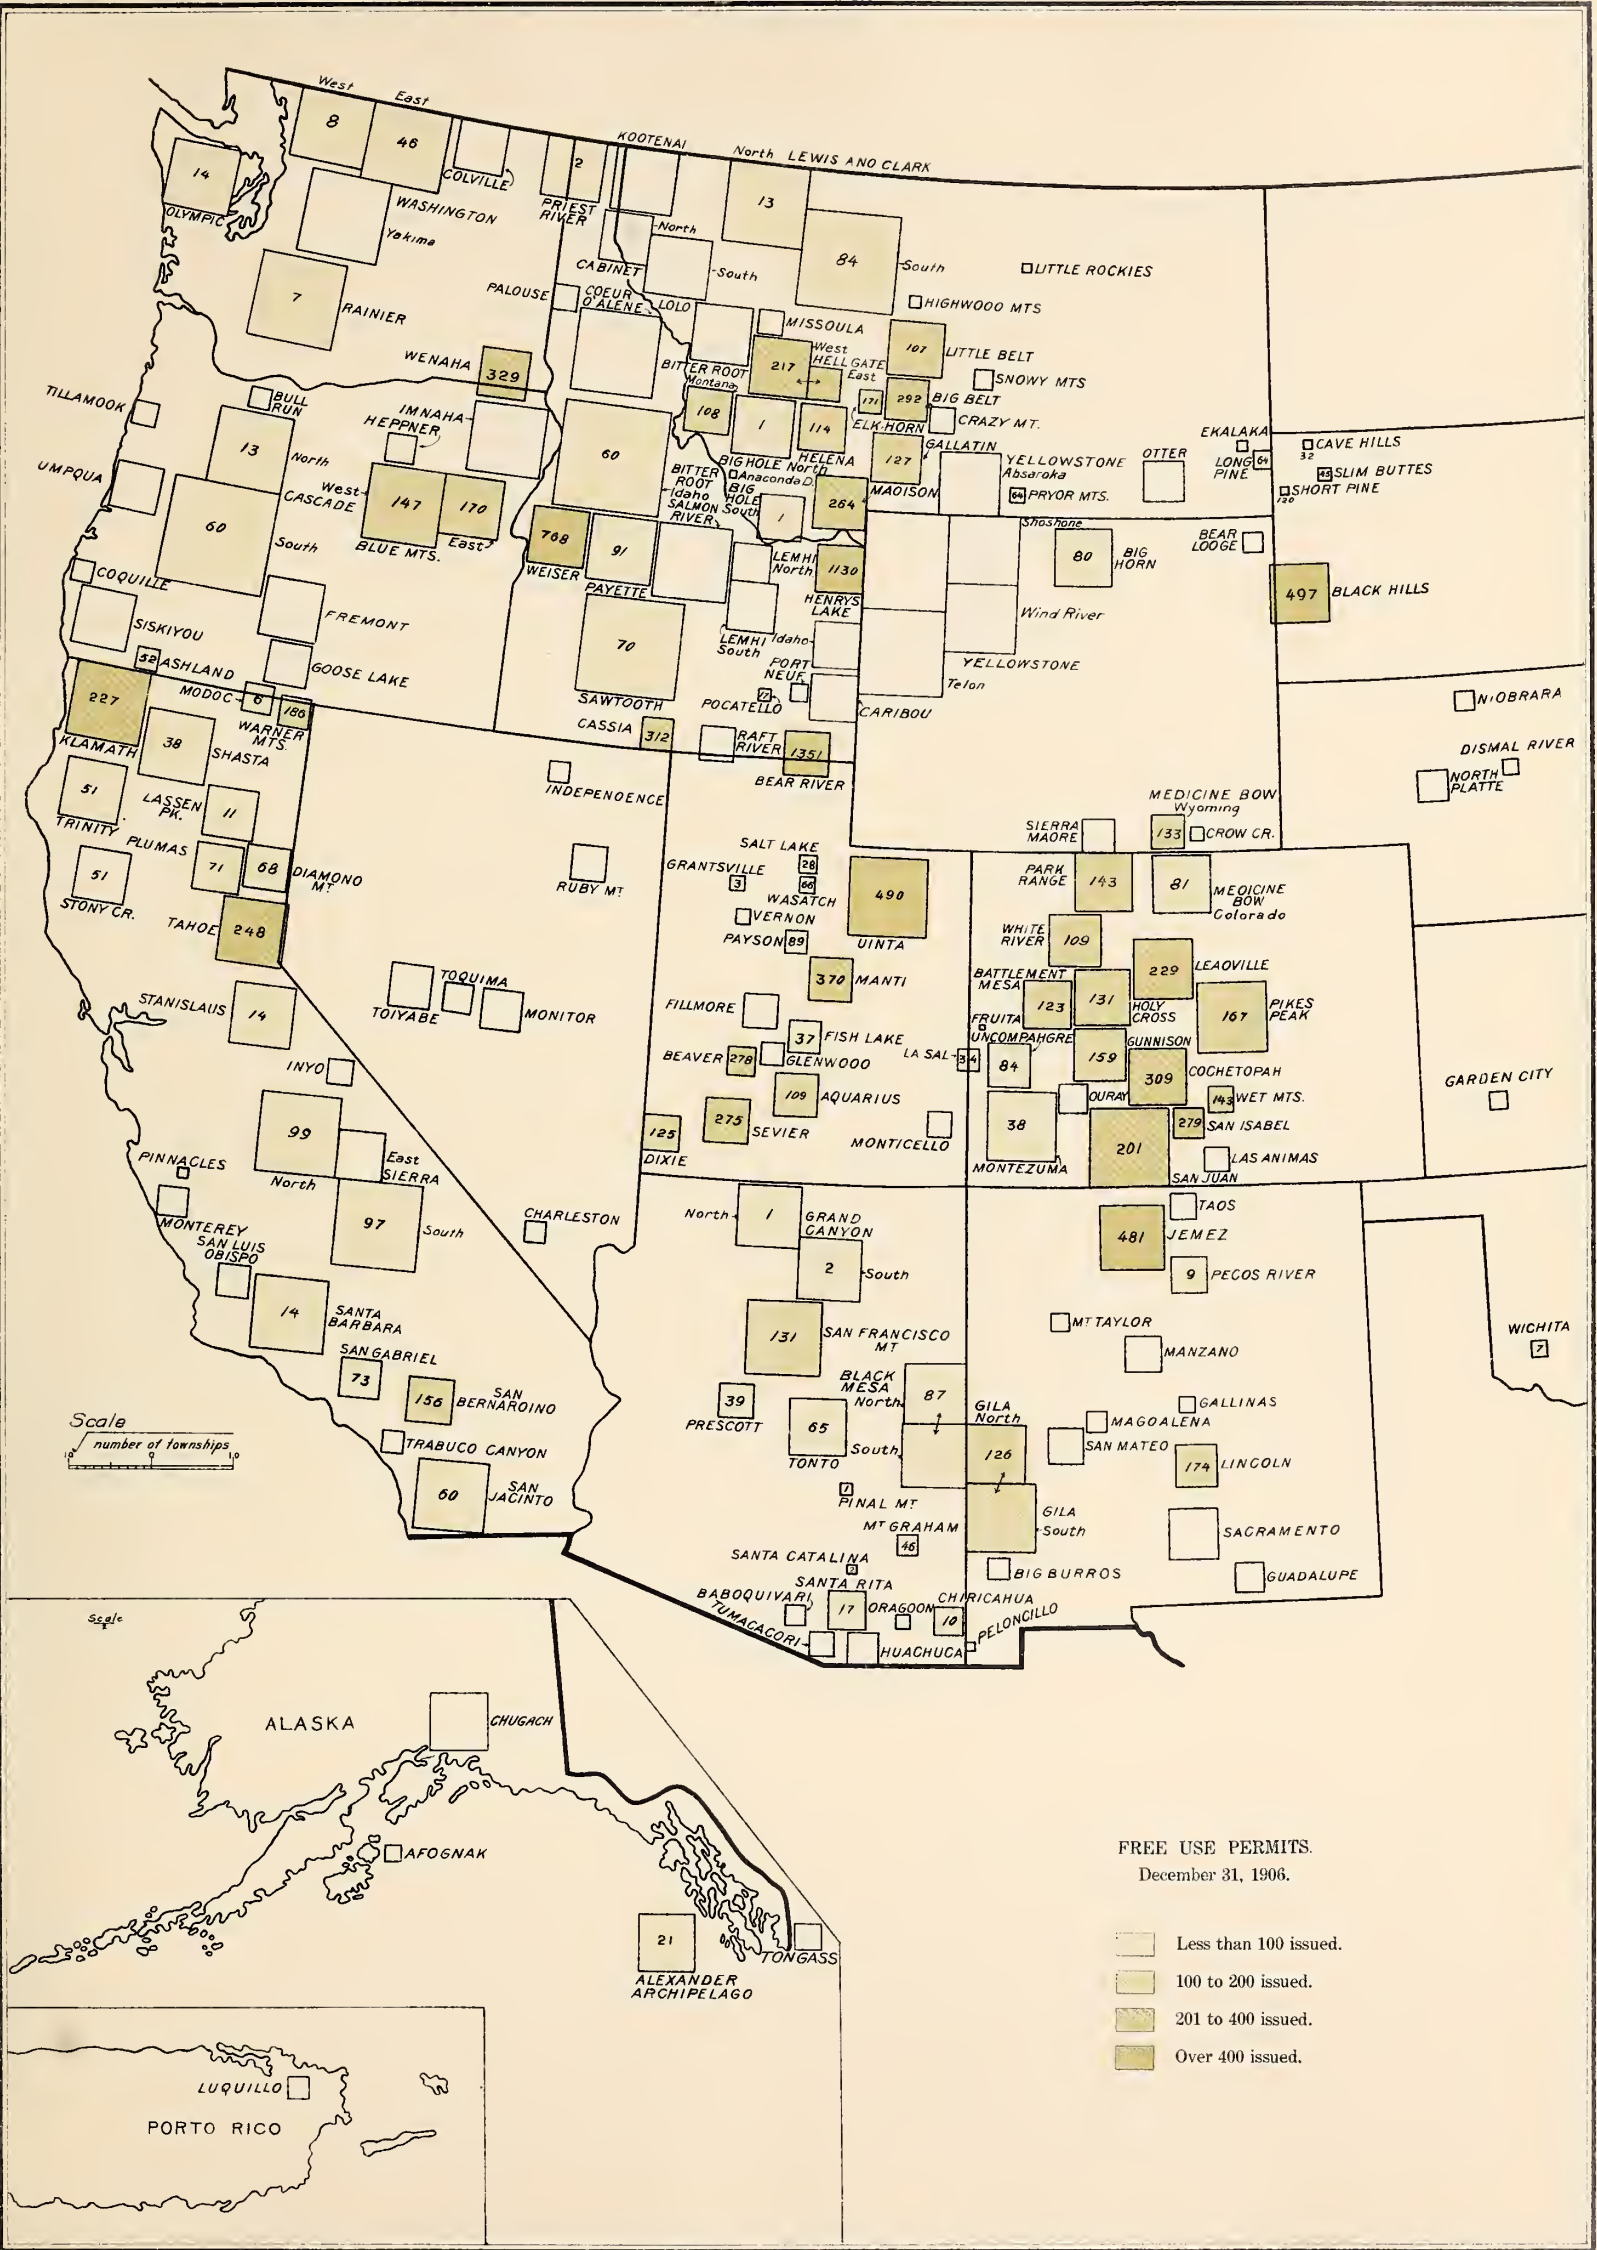 West
East
KOOTENAI
North LEWIS AND CLARK
8
46
2
14
COLVILLE
PRIEST
RIVER
13
OLYMPIC
WASHINGTON
Yakima
North
CABINET
South
84
South
LITTLE ROCKIES
7
RAINIER
PALOUSE
COEUR
D'ALENE
LOLO
HIGHWOOD MTS
MISSOULA
WENAHA
329
BITTER ROOT
Montana
217
West
HELL GATE
East
107
LITTLE BELT
SNOWY MTS
TILLAMOOK
BULL
RUN
IMNAHA
HEPPNER
108
1
114
171
ELK HORN
292
BIG BELT
CRAZY MT.
13
North
60
BIG HOLE North
Anaconda D.
HELENA
127
GALLATIN
MADISON
YELLOWSTONE
Absaroka
PRYOR MTS.
64
OTTER
EKALAKA
LONG
PINE
64
CAVE HILLS
32
SLIM BUTTES
45
SHORT PINE
120
UMPQUA
West
CASCADE
147
170
BLUE MTS.
East
60
South
BITTER
ROOT
Idaho
BIG
HOLE
South
SALMON
RIVER
1
264
768
WEISER
91
PAYETTE
LEMHI
North
1130
HENRYS
LAKE
Shoshone
80
BIG
HORN
BEAR
LODGE
497
BLACK HILLS
COQUILLE
SISKIYOU
FREMONT
70
SAWTOOTH
LEMHI
South
Idaho
Wind River
YELLOWSTONE
Teton
52
ASHLAND
GOOSE LAKE
MODOC
6
186
WARNER
MTS.
227
KLAMATH
PORT
NEUF
POCATELLO
CARIBOU
NIOBRARA
38
SHASTA
CASSIA
312
RAFT
RIVER
1351
BEAR RIVER
DISMAL RIVER
NORTH
PLATTE
51
TRINITY
LASSEN
PK.
11
INDEPENDENCE
MEDICINE BOW
Wyoming
133
CROW CR.
SIERRA
MADRE
PLUMAS
71
68
DIAMOND
MT.
51
STONY CR.
TAHOE
248
RUBY MT.
SALT LAKE
28
GRANTSVILLE
3
66
WASATCH
VERNON
PAYSON
89
490
UINTA
PARK
RANGE
143
81
MEDICINE
BOW
Colorado
WHITE
RIVER
109
STANISLAUS
14
TOIYABE
TOQUIMA
MONITOR
370
MANTI
BATTLEMENT
MESA
123
131
HOLY
CROSS
229
LEADVILLE
167
PIKES
PEAK
INYO
FILLMORE
37
FISH LAKE
BEAVER
278
GLENWOOD
LA SAL
34
FRUITA
UNCOMPAHGRE
84
159
GUNNISON
309
COCHETOPAH
GARDEN CITY
99
North
East
SIERRA
109
AQUARIUS
125
DIXIE
275
SEVIER
MONTICELLO
38
MONTEZUMA
OURAY
143
WET MTS.
279
SAN ISABEL
201
SAN JUAN
LAS ANIMAS
PINNACLES
MONTEREY
97
South
CHARLESTON
North
1
GRAND
CANYON
2
South
TAOS
481
JEMEZ
9
PECOS RIVER
SAN LUIS
OBISPO
14
SANTA
BARBARA
131
SAN FRANCISCO
MT
MT TAYLOR
MANZANO
WICHITA
7
SAN GABRIEL
73
156
SAN
BERNARDINO
39
PRESCOTT
BLACK
MESA
North
87
65
TONTO
South
GILA
North
126
GALLINAS
MAGDALENA
SAN MATEO
174
LINCOLN
Scale
number of townships
10 0 10
TRABUCO CANYON
60
SAN
JACINTO
1
PINAL MT
MT GRAHAM
46
GILA
South
SACRAMENTO
SANTA CATALINA
2
SANTA RITA
17
BIG BURROS
GUADALUPE
BABOQUIVARI
TUMACACORI
DRAGOON
CHIRICAHUA
10
HUACHUCA
PELONCILLO
Scale
ALASKA
CHUGACH
AFOGNAK
21
ALEXANDER
ARCHIPELAGO
TONGASS
LUQUILLO
PORTO RICO
FREE USE PERMITS.
December 31, 1906.
Less than 100 issued.
100 to 200 issued.
201 to 400 issued.
Over 400 issued.